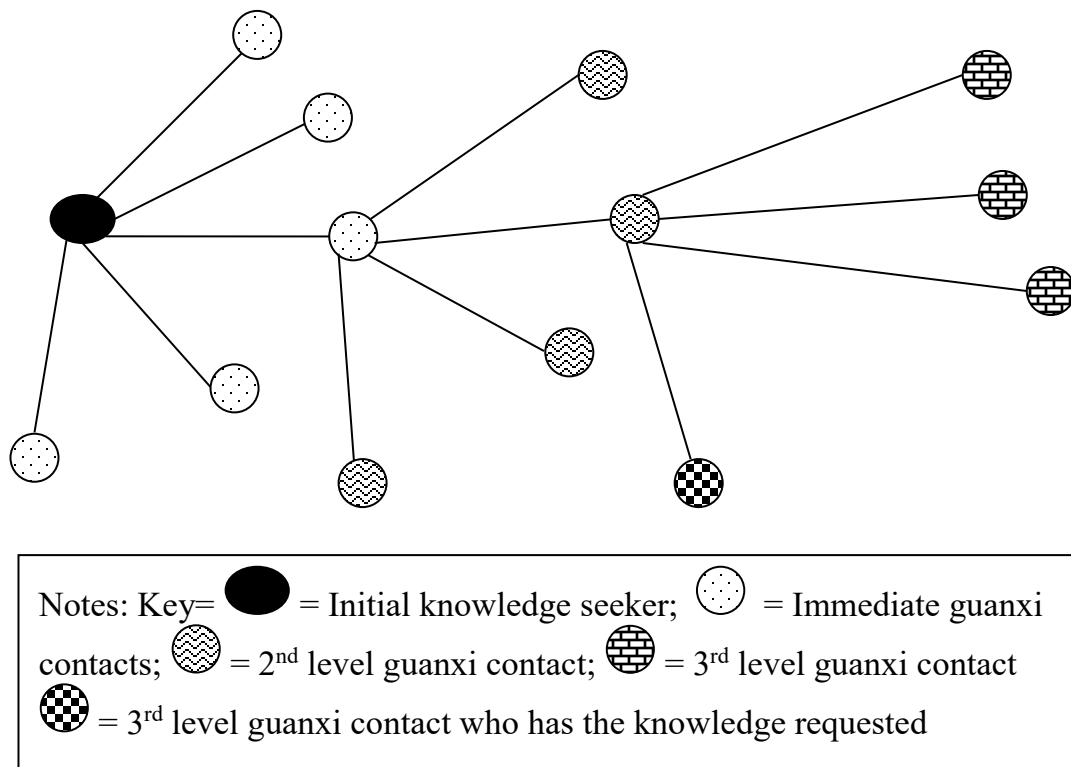 Notes: Key= = Initial knowledge seeker; = Immediate guanxi
contacts; = 2nd level guanxi contact; = 3rd level guanxi contact
= 3rd level guanxi contact who has the knowledge requested